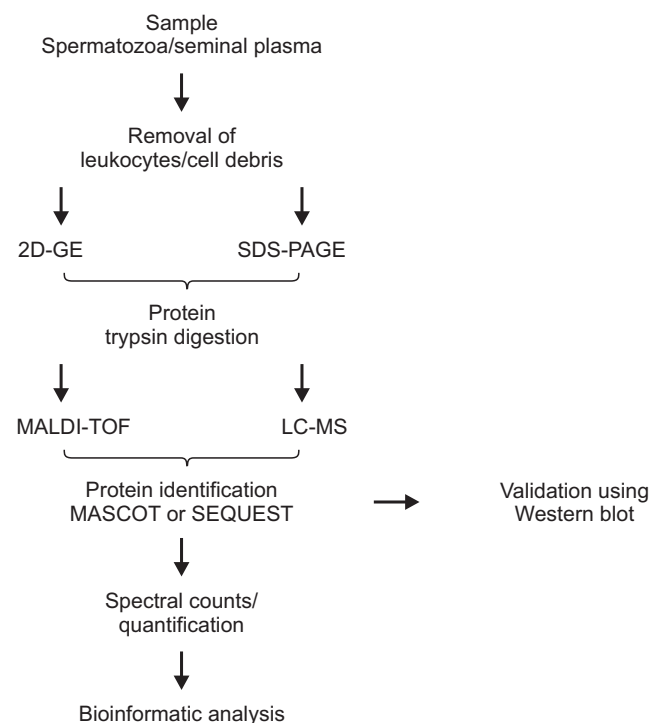 Sample
Spermatozoa/seminal plasma
Removal of
leukocytes/cell debris
2D-GE
SDS-PAGE
Protein
trypsin digestion
MALDI-TOF
LC-MS
Protein identification
MASCOT or SEQUEST
Validation using
Western blot
Spectral counts/
quantification
Bioinformatic analysis